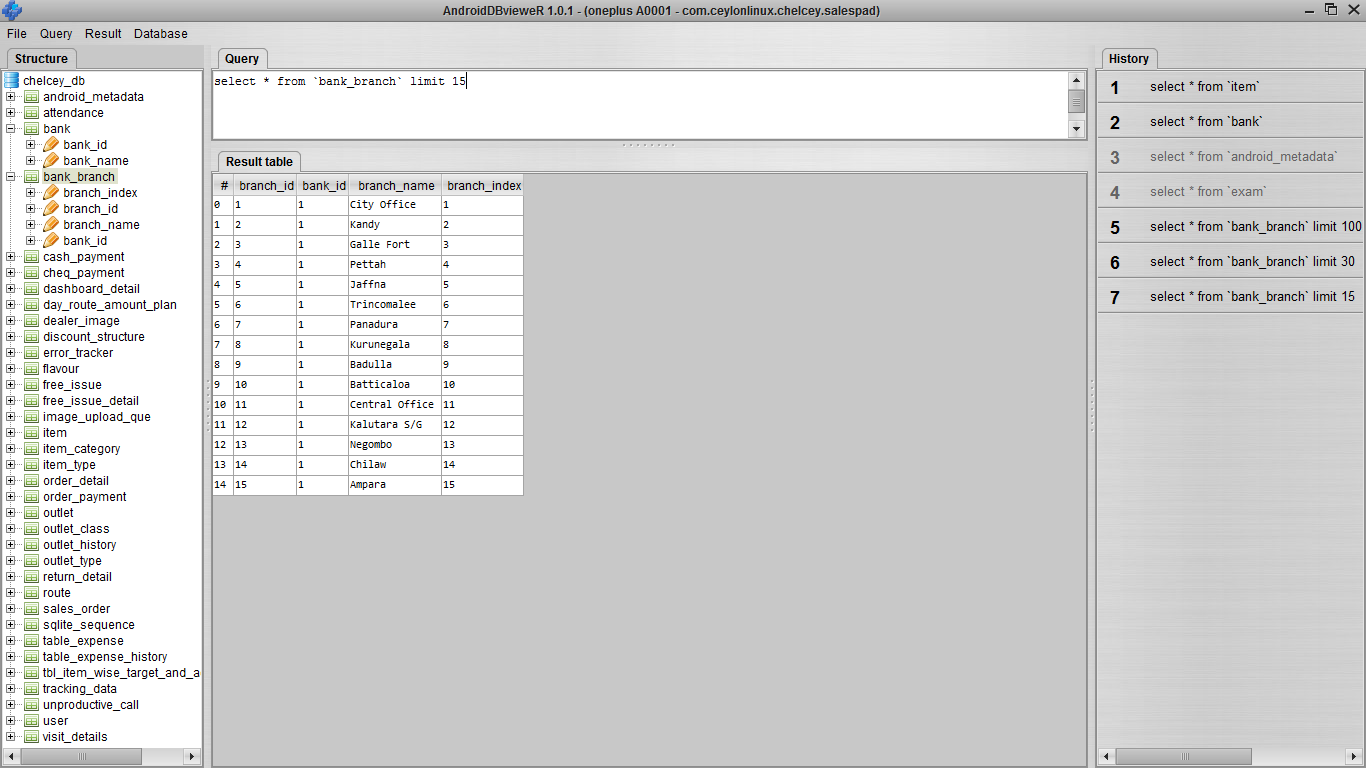 AndroidDBvieweR 1.0.1 - (oneplus A0001 - com.ceylonlinux.chelcey.salespad)
File Query Result Database
Structure
chelcey_db
android_metadata
attendance
bank
bank_id
bank_name
bank_branch
branch_index
branch_id
branch_name
bank_id
cash_payment
cheq_payment
dashboard_detail
day_route_amount_plan
dealer_image
discount_structure
error_tracker
flavour
free_issue
free_issue_detail
image_upload_que
item
item_category
item_type
order_detail
order_payment
outlet
outlet_class
outlet_history
outlet_type
return_detail
route
sales_order
sqlite_sequence
table_expense
table_expense_history
tbl_item_wise_target_and_a
tracking_data
unproductive_call
user
visit_details
Query
select * from `bank_branch` limit 15
Result table
# branch_id bank_id branch_name branch_index
0 1 1 City Office 1
1 2 1 Kandy 2
2 3 1 Galle Fort 3
3 4 1 Pettah 4
4 5 1 Jaffna 5
5 6 1 Trincomalee 6
6 7 1 Panadura 7
7 8 1 Kurunegala 8
8 9 1 Badulla 9
9 10 1 Batticaloa 10
10 11 1 Central Office 11
11 12 1 Kalutara S/G 12
12 13 1 Negombo 13
13 14 1 Chilaw 14
14 15 1 Ampara 15
History
1 select * from `item`
2 select * from `bank`
3 select * from `android_metadata`
4 select * from `exam`
5 select * from `bank_branch` limit 100
6 select * from `bank_branch` limit 30
7 select * from `bank_branch` limit 15